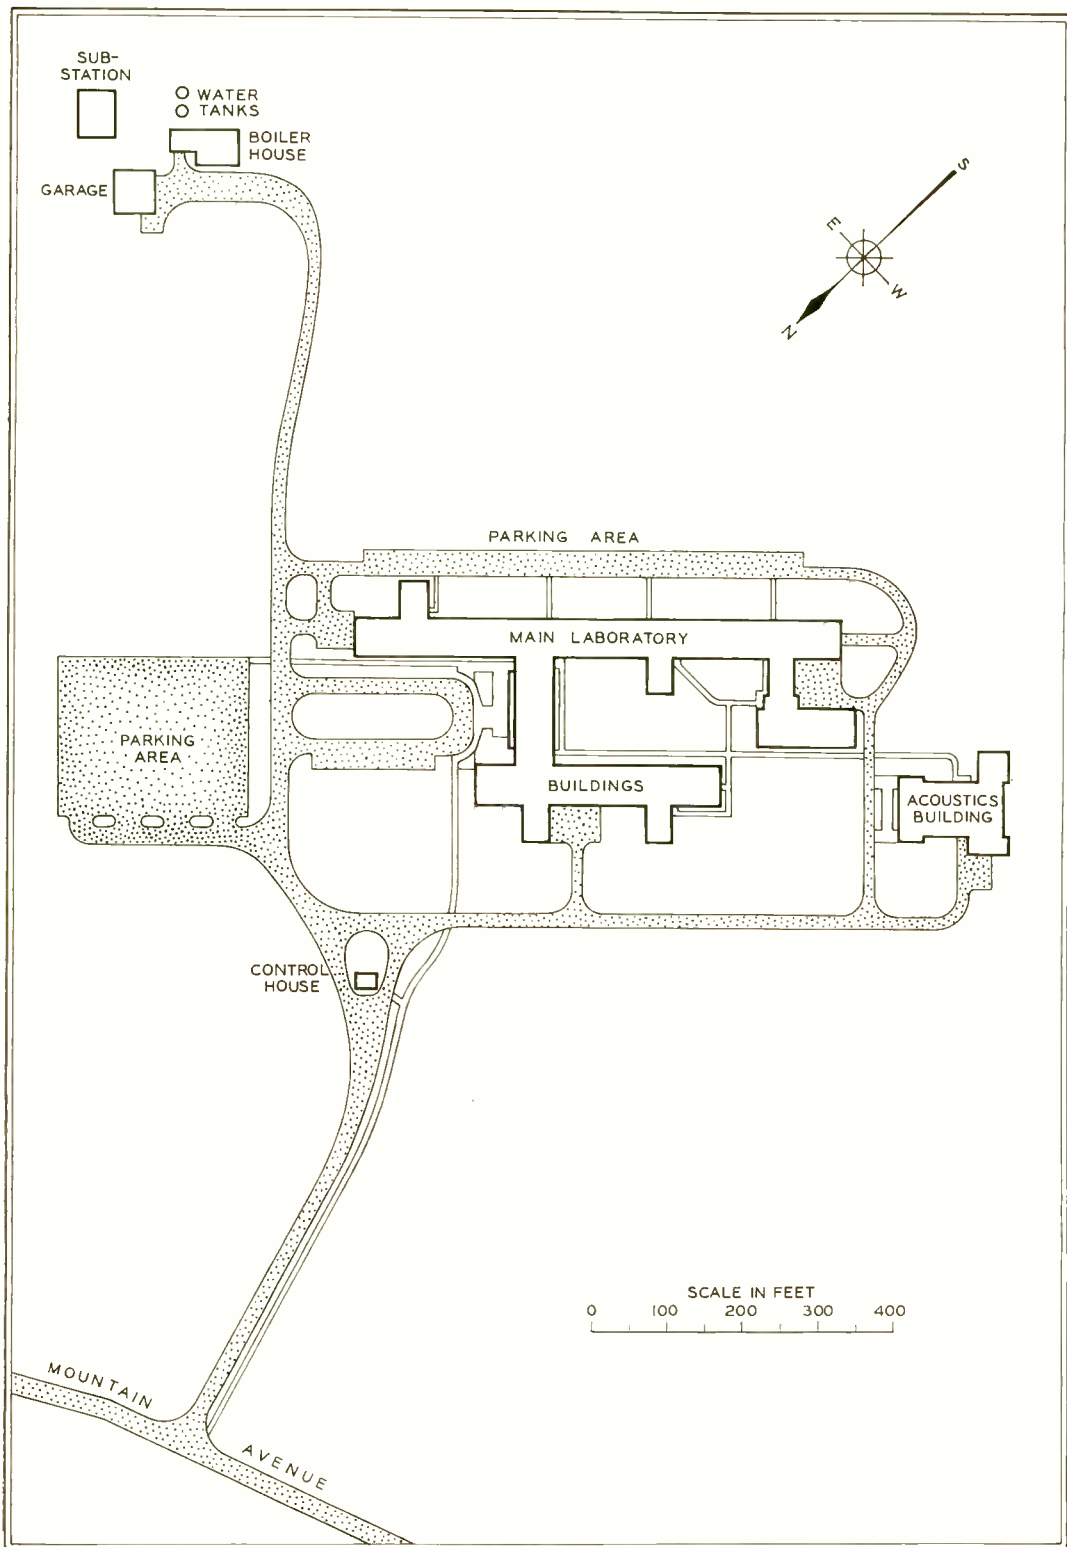 SUB-
STATION
WATER
TANKS
BOILER
HOUSE
GARAGE
S
E
W
N
PARKING AREA
MAIN LABORATORY
PARKING
AREA
BUILDINGS
ACOUSTICS
BUILDING
CONTROL
HOUSE
SCALE IN FEET
0 100 200 300 400
MOUNTAIN
AVENUE